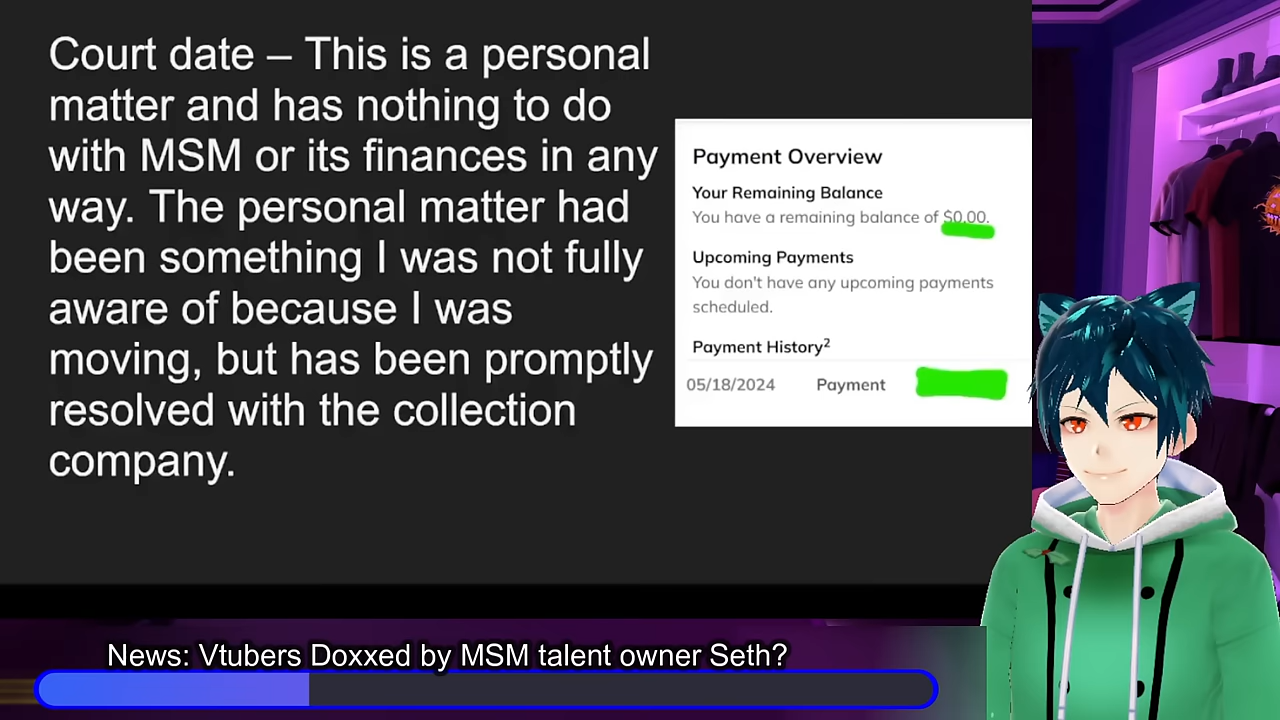 Court date – This is a personal
matter and has nothing to do
with MSM or its finances in any
way. The personal matter had
been something I was not fully
aware of because I was
moving, but has been promptly
resolved with the collection
company.
Payment Overview
Your Remaining Balance
You have a remaining balance of $0.00.
Upcoming Payments
You don't have any upcoming payments
scheduled.
Payment History²
05/18/2024 Payment
News: Vtubers Doxxed by MSM talent owner Seth?